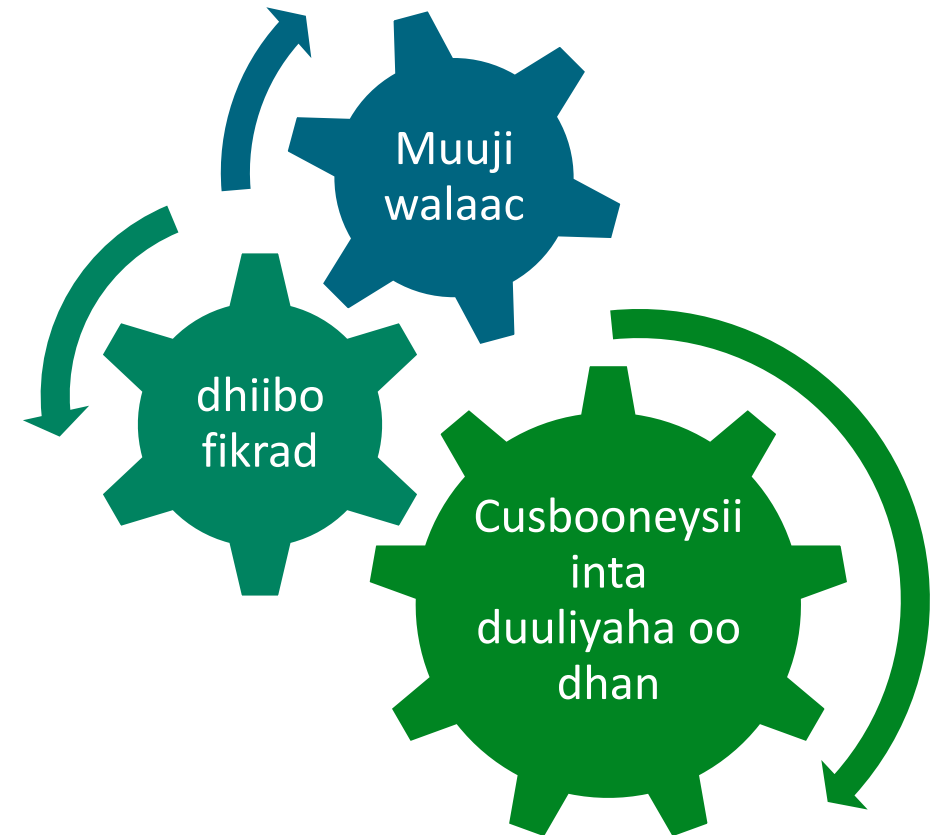 Muuji
walaac
dhiibo
fikrad
Cusbooneysii
inta
duuliyaha oo
dhan